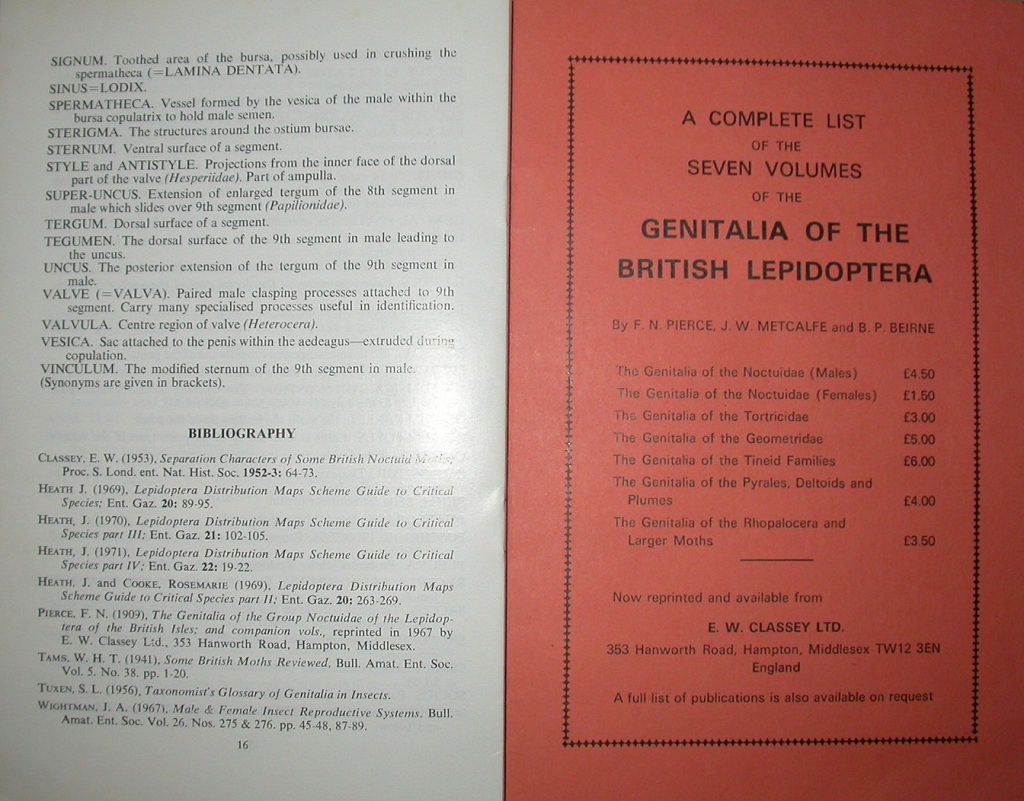 SIGNUM. Toothed area of the bursa, possibly used in crushing the
spermatheca (=LAMINA DENTATA).
SINUS=LODIX.
SPERMATHECA. Vessel formed by the vesica of the male within the
bursa copulatrix to hold male semen.
STERIGMA. The structures around the ostium bursae.
STERNUM. Ventral surface of a segment.
STYLE and ANTISTYLE. Projections from the inner face of the dorsal
part of the valve (Hesperiidae). Part of ampulla.
SUPER-UNCUS. Extension of enlarged tergum of the 8th segment in
male which slides over 9th segment (Papilionidae).
TERGUM. Dorsal surface of a segment.
TEGUMEN. The dorsal surface of the 9th segment in male leading to
the uncus.
UNCUS. The posterior extension of the tergum of the 9th segment in
male.
VALVE (=VALVA). Paired male clasping processes attached to 9th
segment. Carry many specialised processes useful in identification.
VALVULA. Centre region of valve (Heterocera).
VESICA. Sac attached to the penis within the aedeagus—extruded during
copulation.
VINCULUM. The modified sternum of the 9th segment in male.
(Synonyms are given in brackets).
BIBLIOGRAPHY
CLASSEY, E. W. (1953), Separation Characters of Some British Noctuid Moths,
Proc. S. Lond. ent. Nat. Hist. Soc. 1952-3: 64-73.
HEATH J. (1969), Lepidoptera Distribution Maps Scheme Guide to Critical
Species; Ent. Gaz. 20: 89-95.
HEATH, J. (1970), Lepidoptera Distribution Maps Scheme Guide to Critical
Species part III; Ent. Gaz. 21: 102-105.
HEATH, J. (1971), Lepidoptera Distribution Maps Scheme Guide to Critical
Species part IV; Ent. Gaz. 22: 19-22.
HEATH, J. and COOKE, ROSEMARIE (1969), Lepidoptera Distribution Maps
Scheme Guide to Critical Species part II; Ent. Gaz. 20: 263-269.
PIERCE, F. N. (1909), The Genitalia of the Group Noctuidae of the Lepidop-
tera of the British Isles; and companion vols., reprinted in 1967 by
E. W. Classey Ltd., 353 Hanworth Road, Hampton, Middlesex.
TAMS, W. H. T. (1941), Some British Moths Reviewed, Bull. Amat. Ent. Soc.
Vol. 5. No. 38. pp. 1-20.
TUXEN, S. L. (1956), Taxonomist's Glossary of Genitalia in Insects.
WIGHTMAN, J. A. (1967), Male & Female Insect Reproductive Systems. Bull.
Amat. Ent. Soc. Vol. 26. Nos. 275 & 276. pp. 45-48, 87-89.
16
A COMPLETE LIST
OF THE
SEVEN VOLUMES
OF THE
GENITALIA OF THE
BRITISH LEPIDOPTERA
By F. N. PIERCE, J. W. METCALFE and B. P. BEIRNE
The Genitalia of the Noctuidae (Males) £4.50
The Genitalia of the Noctuidae (Females) £1.50
The Genitalia of the Tortricidae £3.00
The Genitalia of the Geometridae £5.00
The Genitalia of the Tineid Families £6.00
The Genitalia of the Pyrales, Deltoids and
Plumes £4.00
The Genitalia of the Rhopalocera and
Larger Moths £3.50
Now reprinted and available from
E. W. CLASSEY LTD.
353 Hanworth Road, Hampton, Middlesex TW12 3EN
England
A full list of publications is also available on request